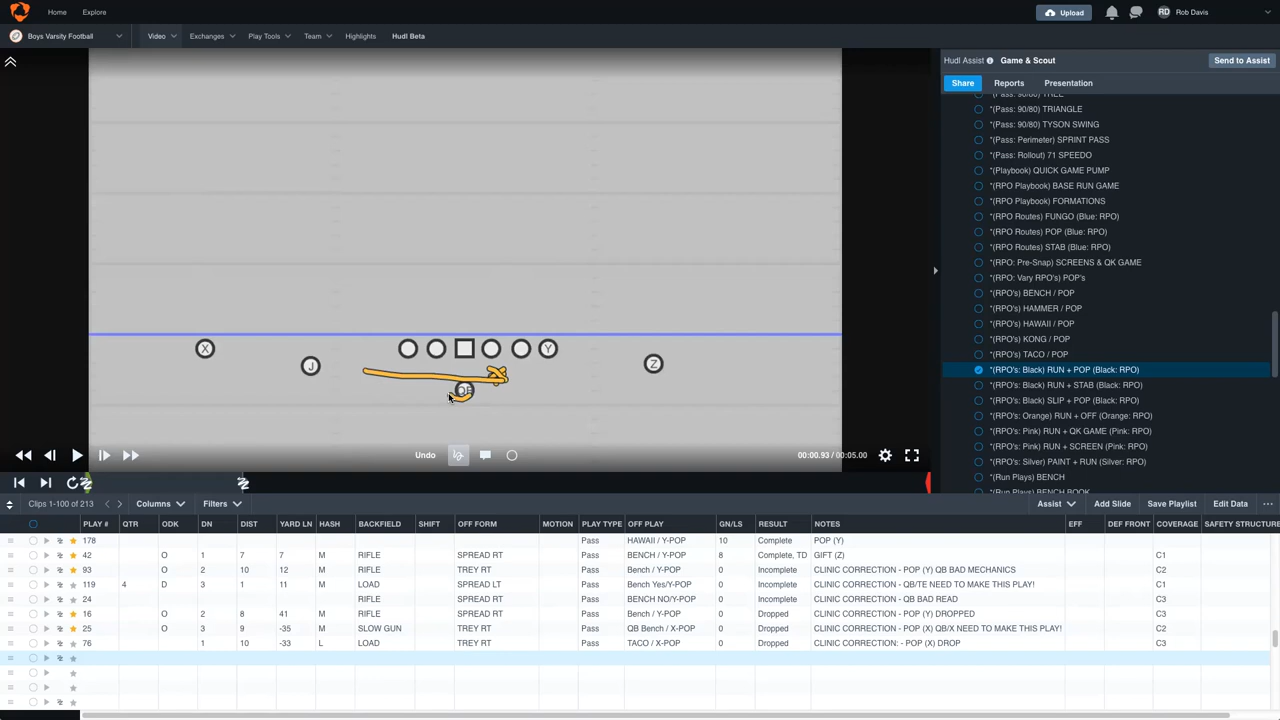 Home Explore Upload RD Rob Davis
Boys Varsity Football Video Exchanges Play Tools Team Highlights Hudl Beta
Hudl Assist Game & Scout Send to Assist
Share Reports Presentation
*(Pass: 90/80) TREE
*(Pass: 90/80) TRIANGLE
*(Pass: 90/80) TYSON SWING
*(Pass: Perimeter) SPRINT PASS
*(Pass: Rollout) 71 SPEEDO
*(Playbook) QUICK GAME PUMP
*(RPO Playbook) BASE RUN GAME
*(RPO Playbook) FORMATIONS
*(RPO Routes) FUNGO (Blue: RPO)
*(RPO Routes) POP (Blue: RPO)
*(RPO Routes) STAB (Blue: RPO)
*(RPO: Pre-Snap) SCREENS & QK GAME
*(RPO: Vary RPO's) POP's
*(RPO's) BENCH / POP
*(RPO's) HAMMER / POP
*(RPO's) HAWAII / POP
*(RPO's) KONG / POP
*(RPO's) TACO / POP
*(RPO's: Black) RUN + POP (Black: RPO)
*(RPO's: Black) RUN + STAB (Black: RPO)
*(RPO's: Black) SLIP + POP (Black: RPO)
*(RPO's: Orange) RUN + OFF (Orange: RPO)
*(RPO's: Pink) RUN + QK GAME (Pink: RPO)
*(RPO's: Pink) RUN + SCREEN (Pink: RPO)
*(RPO's: Silver) PAINT + RUN (Silver: RPO)
*(Run Plays) BENCH
*(Run Plays) BENCH BOOK
X Y
J Z
QB
Undo 00:00.93 / 00:05.00
Clips 1-100 of 213 Columns Filters Assist Add Slide Save Playlist Edit Data
PLAY # QTR ODK DN DIST YARD LN HASH BACKFIELD SHIFT OFF FORM MOTION PLAY TYPE OFF PLAY GN/LS RESULT NOTES EFF DEF FRONT COVERAGE SAFETY STRUCTURE
178 Pass HAWAII / Y-POP 10 Complete POP (Y)
42 O 1 7 7 M RIFLE SPREAD RT Pass BENCH / Y-POP 8 Complete, TD GIFT (Z) C1
93 O 2 10 12 M RIFLE TREY RT Pass Bench / Y-POP 0 Incomplete CLINIC CORRECTION - POP (Y) QB BAD MECHANICS C2
119 4 D 3 1 11 M LOAD SPREAD LT Pass Bench Yes/Y-POP 0 Incomplete CLINIC CORRECTION - QB/TE NEED TO MAKE THIS PLAY! C1
24 RIFLE SPREAD RT Pass BENCH NO/Y-POP 0 Incomplete CLINIC CORRECTION - QB BAD READ C3
16 O 2 8 41 M RIFLE SPREAD RT Pass Bench / Y-POP 0 Dropped CLINIC CORRECTION - POP (Y) DROPPED C3
25 O 3 9 -35 M SLOW GUN TREY RT Pass QB Bench / X-POP 0 Dropped CLINIC CORRECTION - POP (X) QB/X NEED TO MAKE THIS PLAY! C2
76 1 10 -33 L LOAD TREY RT Pass TACO / X-POP 0 Dropped CLINIC CORRECTION: - POP (X) DROP C3